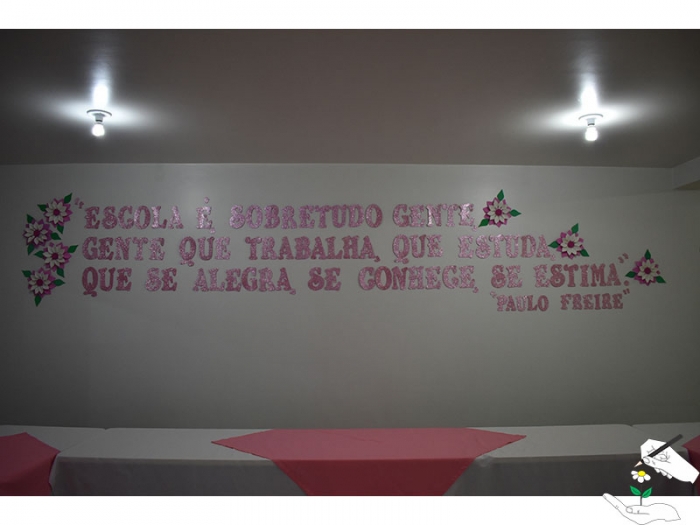 "ESCOLA É, SOBRETUDO GENTE,
GENTE QUE TRABALHA, QUE ESTUDA,
QUE SE ALEGRA, SE CONHECE, SE ESTIMA."
"PAULO FREIRE"